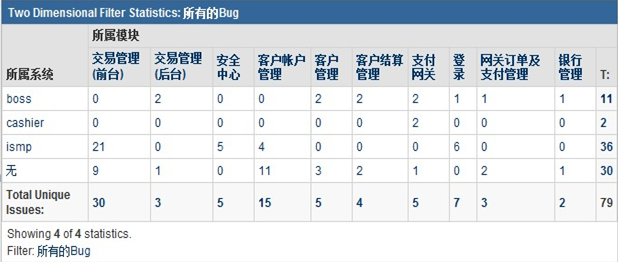 Two Dimensional Filter Statistics: 所有的Bug
所属系统 所属模块
交易管理(前台) 交易管理(后台) 安全中心 客户帐户管理 客户管理 客户结算管理 支付网关 登录 网关订单及支付管理 银行管理 T:
boss 0 2 0 0 2 2 2 1 1 1 11
cashier 0 0 0 0 0 0 2 0 0 0 2
ismp 21 0 5 4 0 0 0 6 0 0 36
无 9 1 0 11 3 2 1 0 2 1 30
Total Unique Issues: 30 3 5 15 5 4 5 7 3 2 79
Showing 4 of 4 statistics.
Filter: 所有的Bug